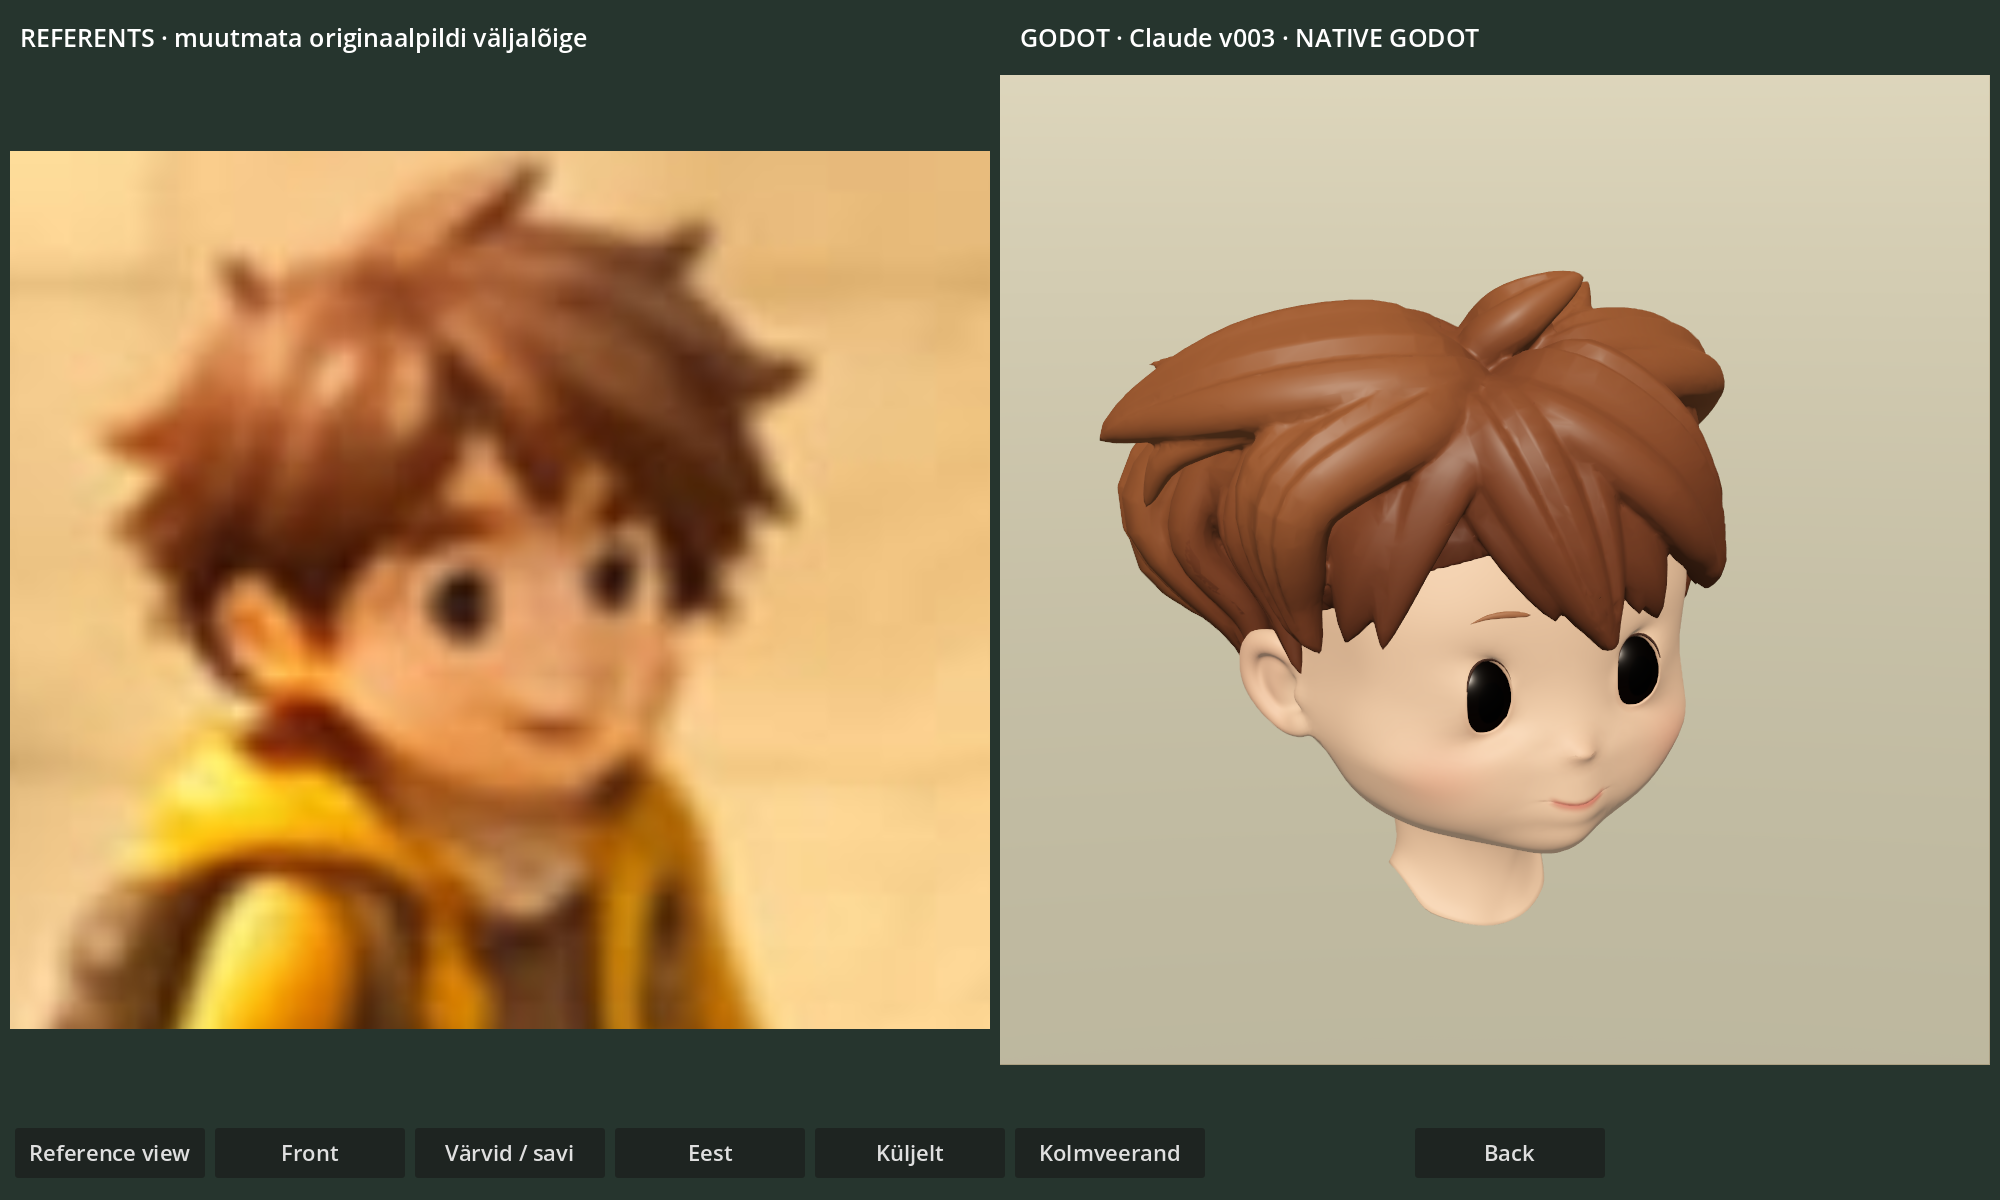 REFERENTS · muutmata originaalpildi väljalõige
GODOT · Claude v003 · NATIVE GODOT
Reference view
Front
Värvid / savi
Eest
Küljelt
Kolmveerand
Back